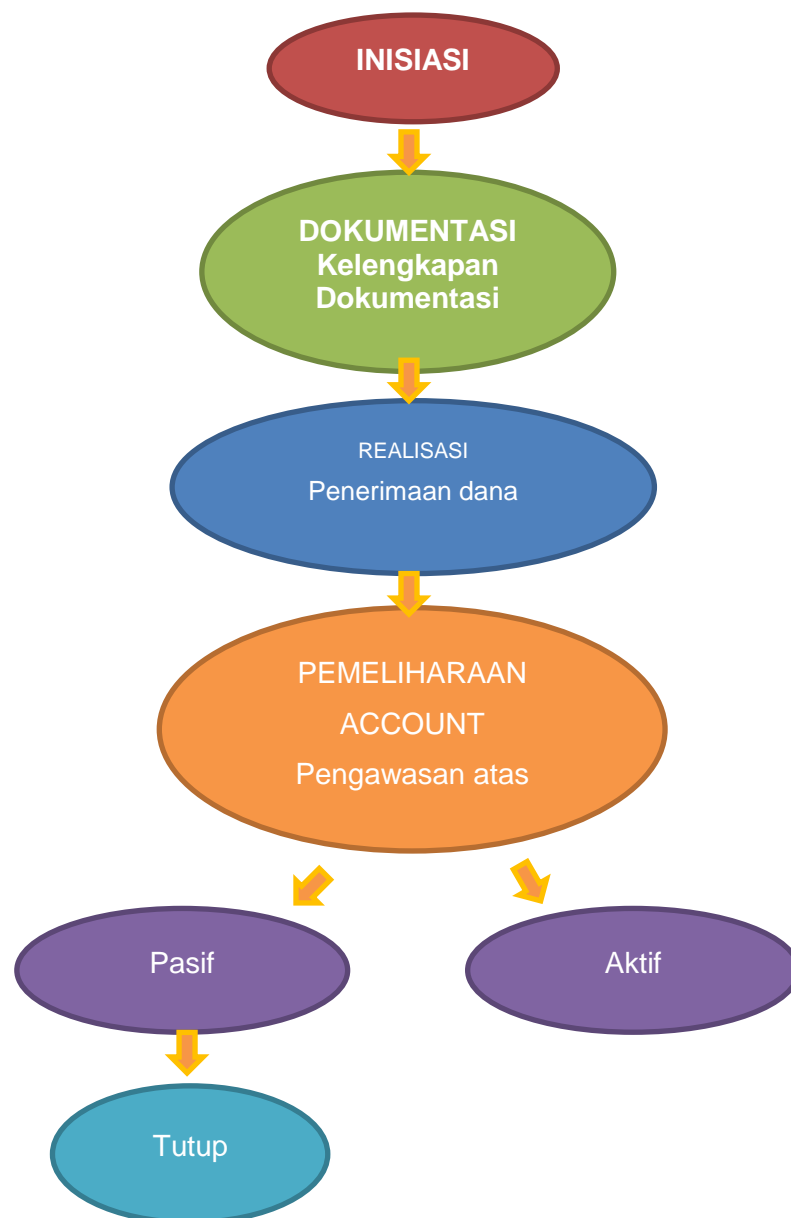 INISIASI
DOKUMENTASI
Kelengkapan
Dokumentasi
REALISASI
Penerimaan dana
PEMELIHARAAN
ACCOUNT
Pengawasan atas
Pasif
Aktif
Tutup